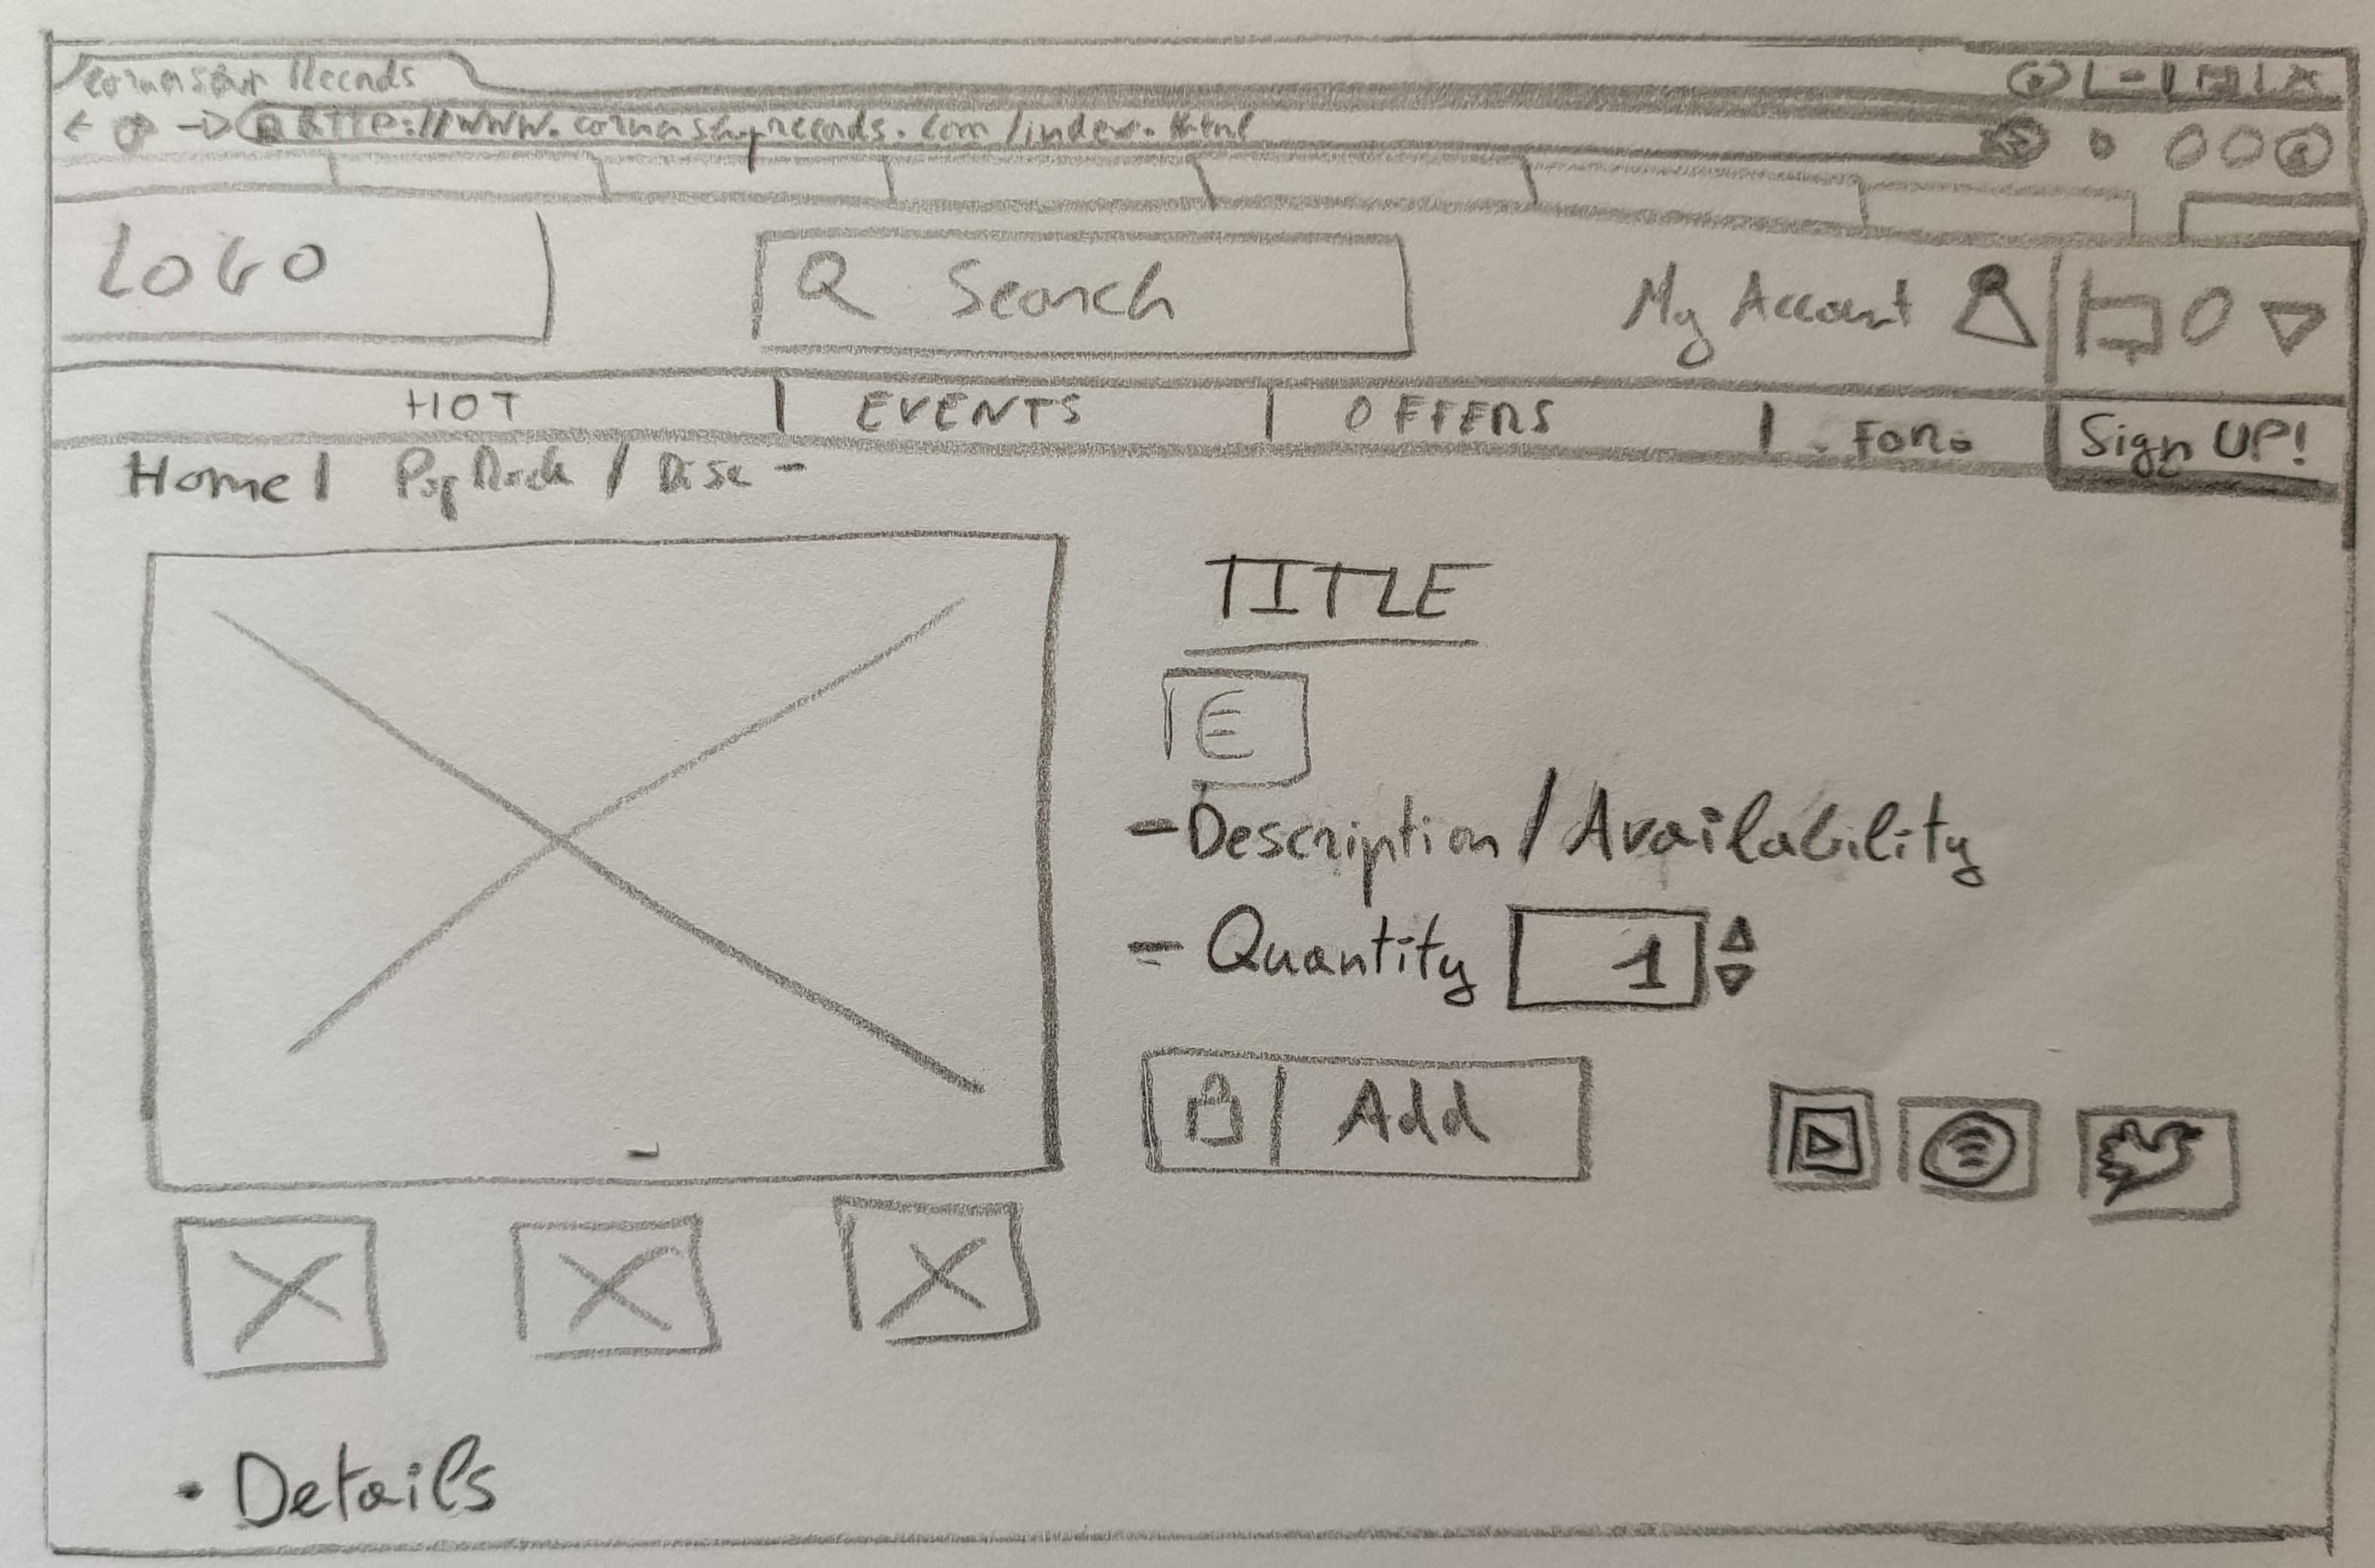 Cornershop Records
http://www.cornershoprecords.com/index.html
LOGO
Search
My Account
0
HOT | EVENTS | OFFERS | Foro
Sign UP!
Home / Pop Rock / Disc -
TITLE
€
- Description / Availability
- Quantity 1
Add
• Details